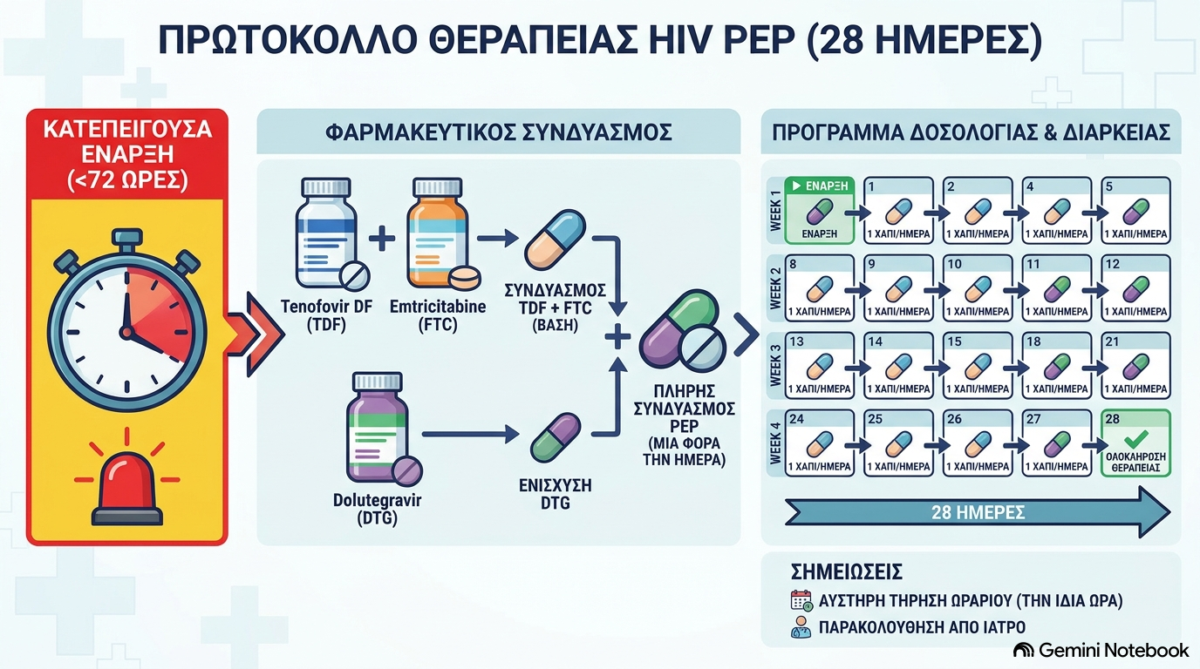 ΠΡΩΤΟΚΟΛΛΟ ΘΕΡΑΠΕΙΑΣ HIV PEP (28 ΗΜΕΡΕΣ)
ΚΑΤΕΠΕΙΓΟΥΣΑ
ΕΝΑΡΞΗ
(<72 ΩΡΕΣ)
ΦΑΡΜΑΚΕΥΤΙΚΟΣ ΣΥΝΔΥΑΣΜΟΣ
Tenofovir DF
(TDF)
Emtricitabine
(FTC)
ΣΥΝΔΥΑΣΜΟΣ
TDF + FTC
(ΒΑΣΗ)
Dolutegravir
(DTG)
ΕΝΙΣΧΥΣΗ
DTG
ΠΛΗΡΗΣ
ΣΥΝΔΥΑΣΜΟΣ
PEP
(ΜΙΑ ΦΟΡΑ
ΤΗΝ ΗΜΕΡΑ)
ΠΡΟΓΡΑΜΜΑ ΔΟΣΟΛΟΓΙΑΣ & ΔΙΑΡΚΕΙΑΣ
WEEK 1
ΕΝΑΡΞΗ 1 2 4 5
ΕΝΑΡΞΗ 1 ΧΑΠΙ/ΗΜΕΡΑ 1 ΧΑΠΙ/ΗΜΕΡΑ 1 ΧΑΠΙ/ΗΜΕΡΑ 1 ΧΑΠΙ/ΗΜΕΡΑ
WEEK 2
8 9 10 11 12
1 ΧΑΠΙ/ΗΜΕΡΑ 1 ΧΑΠΙ/ΗΜΕΡΑ 1 ΧΑΠΙ/ΗΜΕΡΑ 1 ΧΑΠΙ/ΗΜΕΡΑ 1 ΧΑΠΙ/ΗΜΕΡΑ
WEEK 3
13 14 15 18 21
1 ΧΑΠΙ/ΗΜΕΡΑ 1 ΧΑΠΙ/ΗΜΕΡΑ 1 ΧΑΠΙ/ΗΜΕΡΑ 1 ΧΑΠΙ/ΗΜΕΡΑ 1 ΧΑΠΙ/ΗΜΕΡΑ
WEEK 4
24 25 26 27 28
1 ΧΑΠΙ/ΗΜΕΡΑ 1 ΧΑΠΙ/ΗΜΕΡΑ 1 ΧΑΠΙ/ΗΜΕΡΑ 1 ΧΑΠΙ/ΗΜΕΡΑ ΟΛΟΚΛΗΡΩΣΗ
ΘΕΡΑΠΕΙΑΣ
28 ΗΜΕΡΕΣ
ΣΗΜΕΙΩΣΕΙΣ
ΑΥΣΤΗΡΗ ΤΗΡΗΣΗ ΩΡΑΡΙΟΥ (ΤΗΝ ΙΔΙΑ ΩΡΑ)
ΠΑΡΑΚΟΛΟΥΘΗΣΗ ΑΠΟ ΙΑΤΡΟ
Gemini Notebook